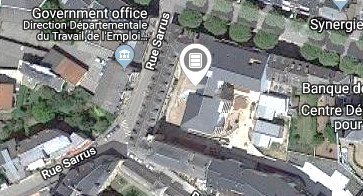 Government office
Direction Départementale
du Travail de l'Emploi...
Rue Sarrus
Synergie
Banque de
Centre Dé
pour
Rue Sarrus